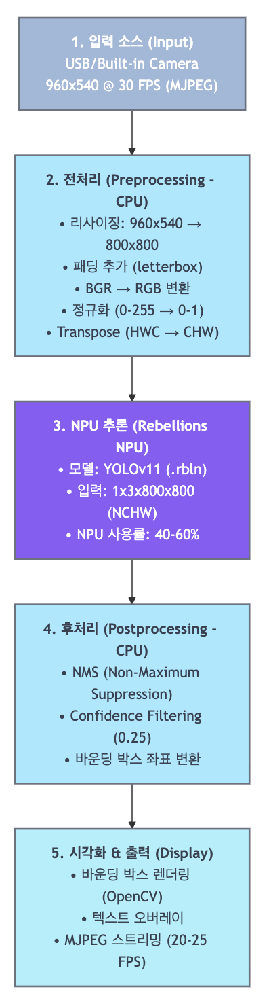 1. 입력 소스 (Input)
USB/Built-in Camera
960x540 @ 30 FPS (MJPEG)
2. 전처리 (Preprocessing -
CPU)
• 리사이징: 960x540 →
800x800
• 패딩 추가 (letterbox)
• BGR → RGB 변환
• 정규화 (0-255 → 0-1)
• Transpose (HWC → CHW)
3. NPU 추론 (Rebellions
NPU)
• 모델: YOLOv11 (.rbln)
• 입력: 1x3x800x800
(NCHW)
• NPU 사용률: 40-60%
4. 후처리 (Postprocessing -
CPU)
• NMS (Non-Maximum
Suppression)
• Confidence Filtering
(0.25)
• 바운딩 박스 좌표 변환
5. 시각화 & 출력 (Display)
• 바운딩 박스 렌더링
(OpenCV)
• 텍스트 오버레이
• MJPEG 스트리밍 (20-25
FPS)